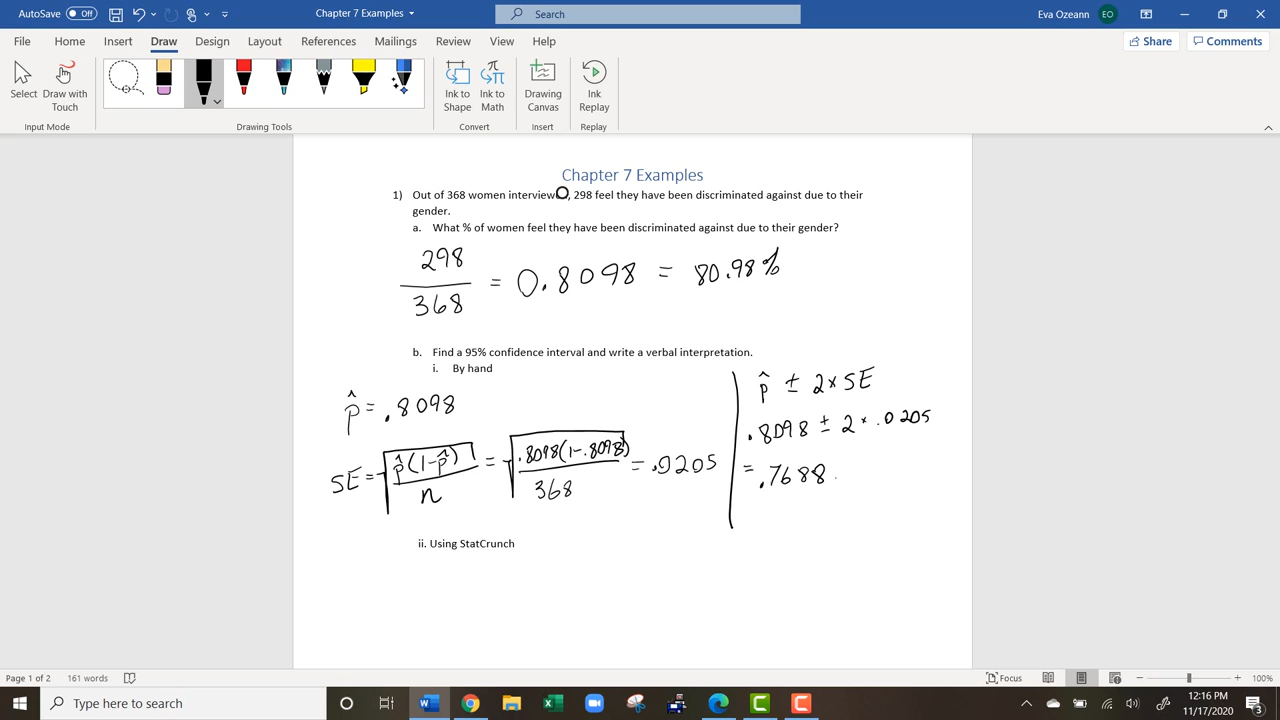 AutoSave Off
Chapter 7 Examples
Search
Eva Ozeann EO
File Home Insert Draw Design Layout References Mailings Review View Help
Share Comments
Select Draw with Touch
Ink to Shape Ink to Math
Drawing Canvas
Ink Replay
Input Mode Drawing Tools Convert Insert Replay
Chapter 7 Examples
1) Out of 368 women interviewe, 298 feel they have been discriminated against due to their
gender.
a. What % of women feel they have been discriminated against due to their gender?
298
368
= 0.8098 = 80.98%
b. Find a 95% confidence interval and write a verbal interpretation.
i. By hand
p̂ = .8098
SE = √(p̂(1-p̂)/n) = √(.8098(1-.8098)/368) = .0205
p̂ ± 2×SE
.8098 ± 2 × .0205
= .7688
ii. Using StatCrunch
Page 1 of 2 161 words Focus 100%
Type here to search
12:16 PM
11/17/2020